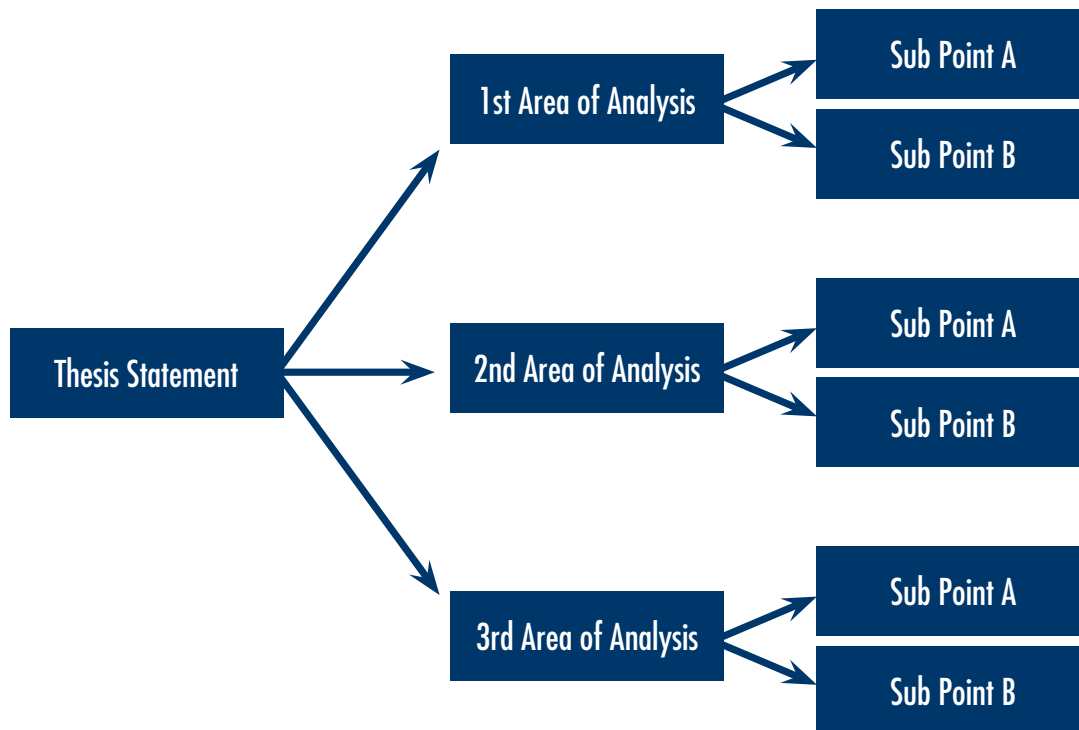 Thesis Statement
1st Area of Analysis
Sub Point A
Sub Point B
2nd Area of Analysis
Sub Point A
Sub Point B
3rd Area of Analysis
Sub Point A
Sub Point B